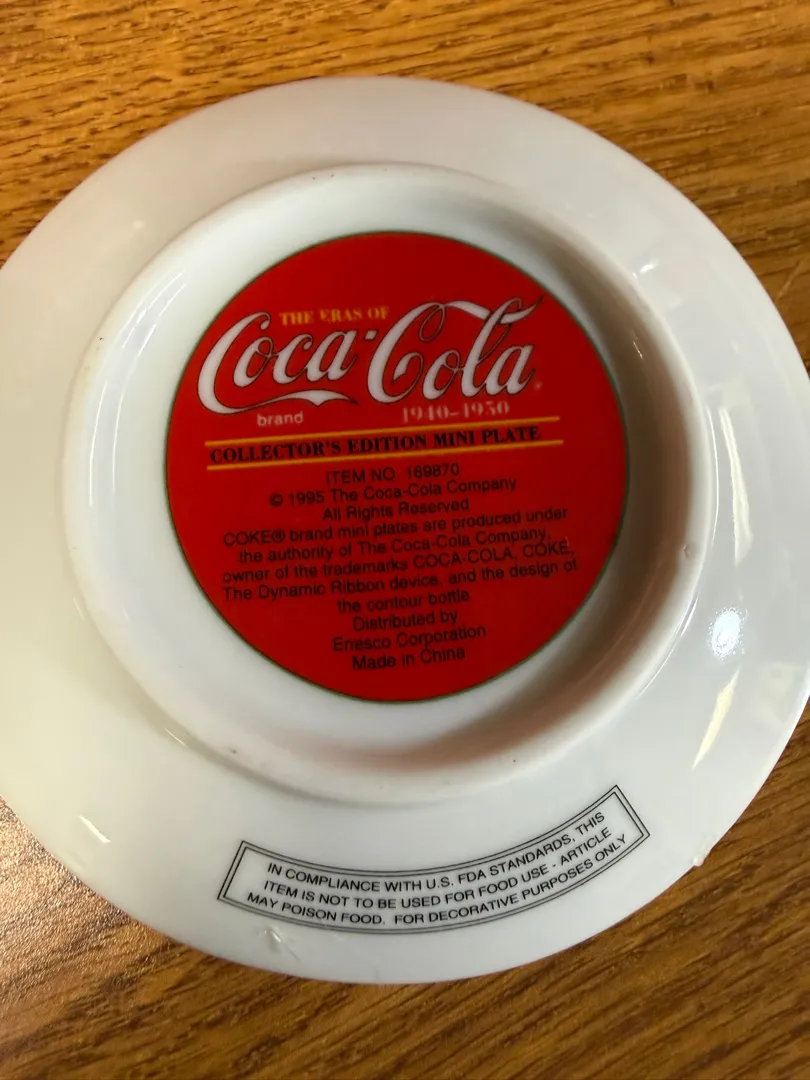 THE ERAS OF
Coca-Cola®
brand 1940-1950
COLLECTOR'S EDITION MINI PLATE
ITEM NO. 169870
© 1995 The Coca-Cola Company
All Rights Reserved
COKE® brand mini plates are produced under
the authority of The Coca-Cola Company,
owner of the trademarks COCA-COLA, COKE,
The Dynamic Ribbon device, and the design of
the contour bottle
Distributed by
Enesco Corporation
Made in China
IN COMPLIANCE WITH U.S. FDA STANDARDS, THIS
ITEM IS NOT TO BE USED FOR FOOD USE - ARTICLE
MAY POISON FOOD. FOR DECORATIVE PURPOSES ONLY